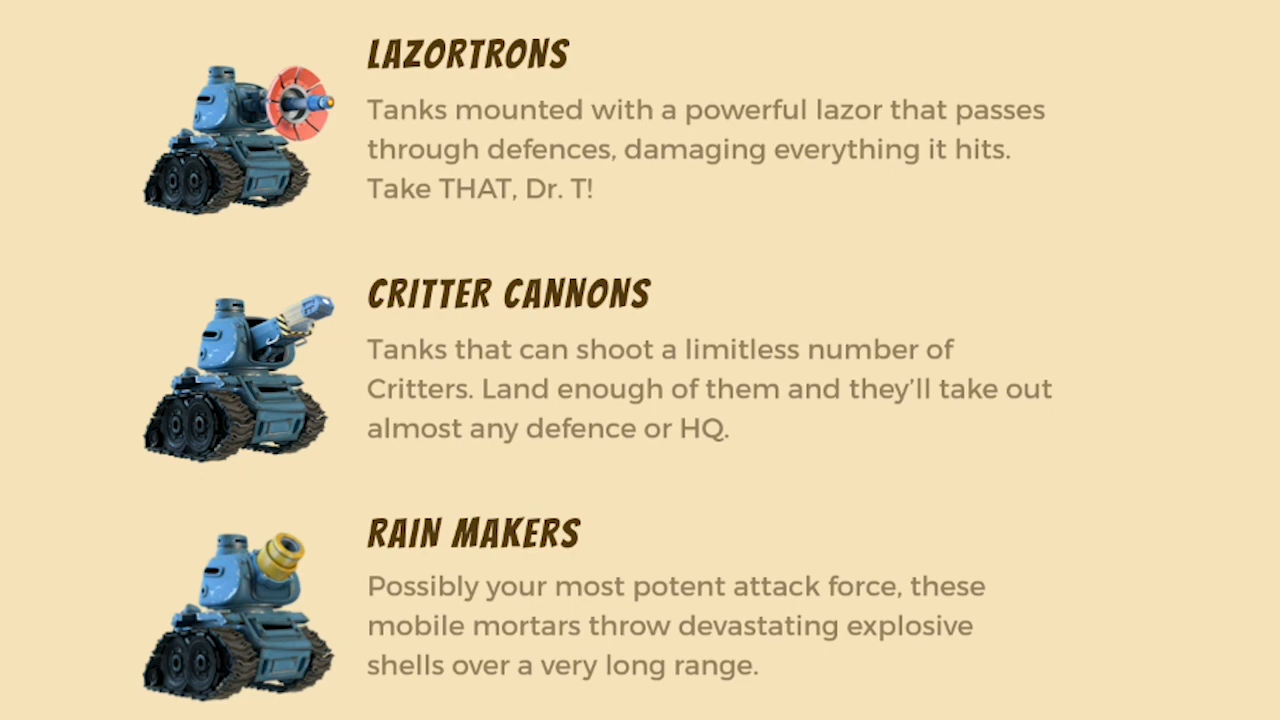 LAZORTRONS
Tanks mounted with a powerful lazor that passes
through defences, damaging everything it hits.
Take THAT, Dr. T!
CRITTER CANNONS
Tanks that can shoot a limitless number of
Critters. Land enough of them and they’ll take out
almost any defence or HQ.
RAIN MAKERS
Possibly your most potent attack force, these
mobile mortars throw devastating explosive
shells over a very long range.